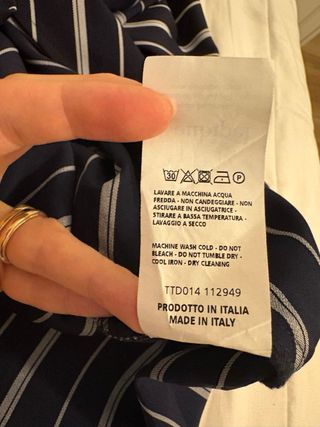 30 P
LAVARE A MACCHINA ACQUA
FREDDA - NON CANDEGGIARE - NON
ASCIUGARE IN ASCIUGATRICE -
STIRARE A BASSA TEMPERATURA -
LAVAGGIO A SECCO
MACHINE WASH COLD - DO NOT
BLEACH - DO NOT TUMBLE DRY -
COOL IRON - DRY CLEANING
TTD014 112949
PRODOTTO IN ITALIA
MADE IN ITALY